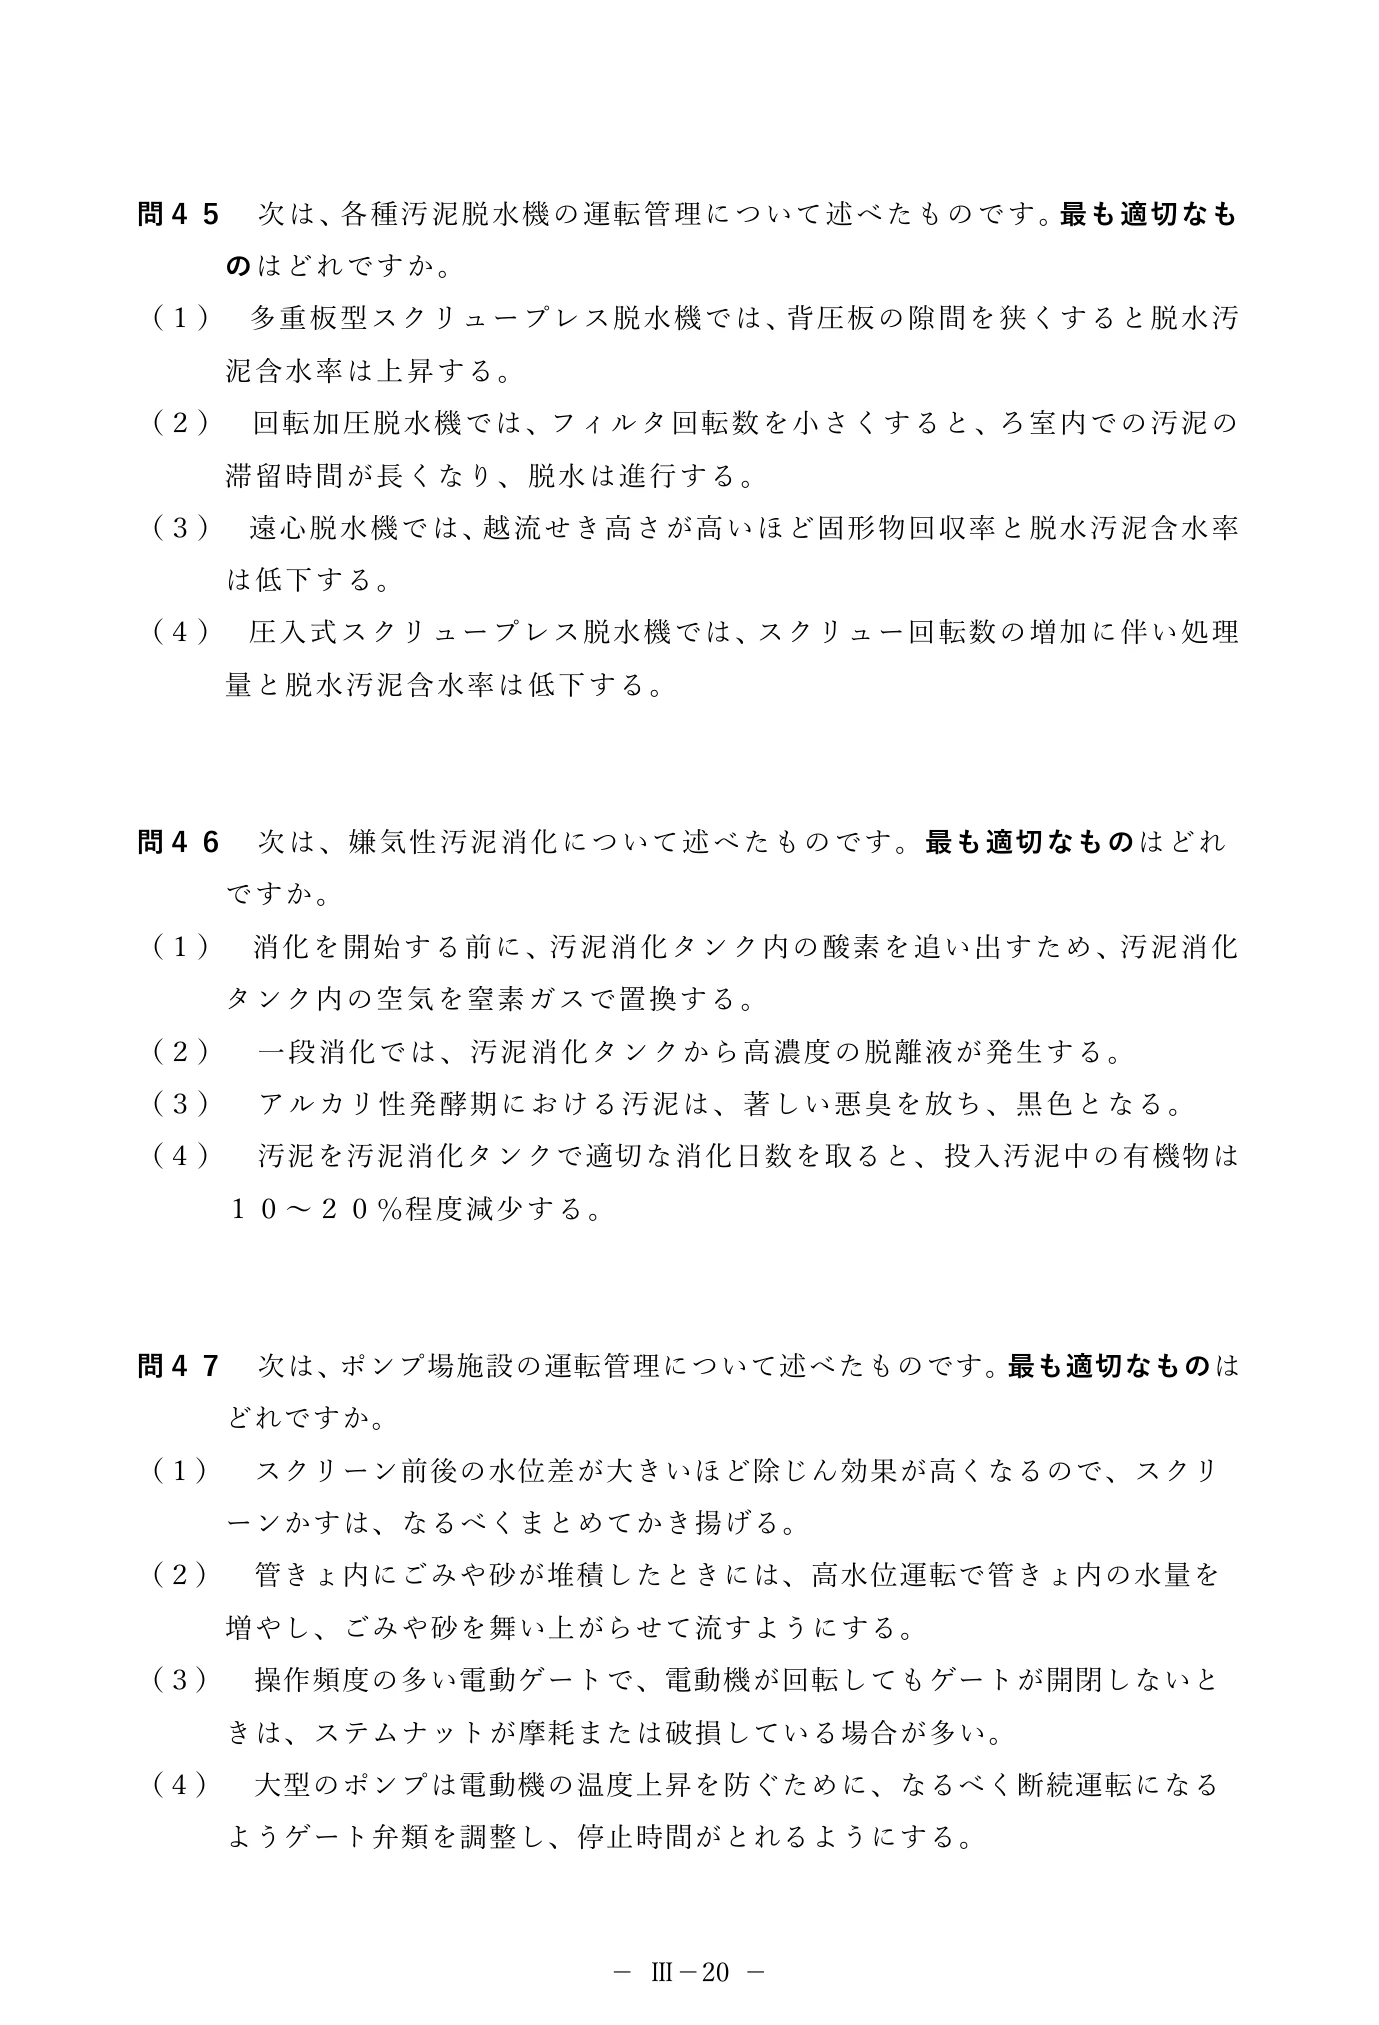 問４５　次は、各種汚泥脱水機の運転管理について述べたものです。最も適切なも
のはどれですか。
（１）　多重板型スクリュープレス脱水機では、背圧板の隙間を狭くすると脱水汚
泥含水率は上昇する。
（２）　回転加圧脱水機では、フィルタ回転数を小さくすると、ろ室内での汚泥の
滞留時間が長くなり、脱水は進行する。
（３）　遠心脱水機では、越流せき高さが高いほど固形物回収率と脱水汚泥含水率
は低下する。
（４）　圧入式スクリュープレス脱水機では、スクリュー回転数の増加に伴い処理
量と脱水汚泥含水率は低下する。
問４６　次は、嫌気性汚泥消化について述べたものです。最も適切なものはどれ
ですか。
（１）　消化を開始する前に、汚泥消化タンク内の酸素を追い出すため、汚泥消化
タンク内の空気を窒素ガスで置換する。
（２）　一段消化では、汚泥消化タンクから高濃度の脱離液が発生する。
（３）　アルカリ性発酵期における汚泥は、著しい悪臭を放ち、黒色となる。
（４）　汚泥を汚泥消化タンクで適切な消化日数を取ると、投入汚泥中の有機物は
１０～２０％程度減少する。
問４７　次は、ポンプ場施設の運転管理について述べたものです。最も適切なものは
どれですか。
（１）　スクリーン前後の水位差が大きいほど除じん効果が高くなるので、スクリ
ーンかすは、なるべくまとめてかき揚げる。
（２）　管きょ内にごみや砂が堆積したときには、高水位運転で管きょ内の水量を
増やし、ごみや砂を舞い上がらせて流すようにする。
（３）　操作頻度の多い電動ゲートで、電動機が回転してもゲートが開閉しないと
きは、ステムナットが摩耗または破損している場合が多い。
（４）　大型のポンプは電動機の温度上昇を防ぐために、なるべく断続運転になる
ようゲート弁類を調整し、停止時間がとれるようにする。
－ Ⅲ－20 －